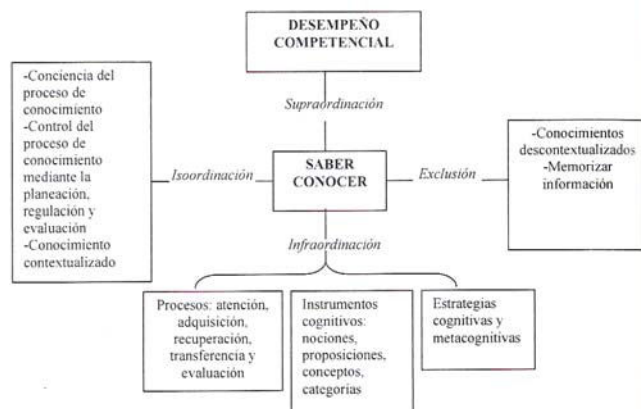 DESEMPEÑO
COMPETENCIAL
Supraordinación
-Conciencia del
proceso de
conocimiento
-Control del
proceso de
conocimiento
mediante la
planeación,
regulación y
evaluación
-Conocimiento
contextualizado
Isoordinación
SABER
CONOCER
Exclusión
-Conocimientos
descontextualizados
-Memorizar
información
Infraordinación
Procesos: atención,
adquisición,
recuperación,
transferencia y
evaluación
Instrumentos
cognitivos:
nociones,
proposiciones,
conceptos,
categorías
Estrategias
cognitivas y
metacognitivas